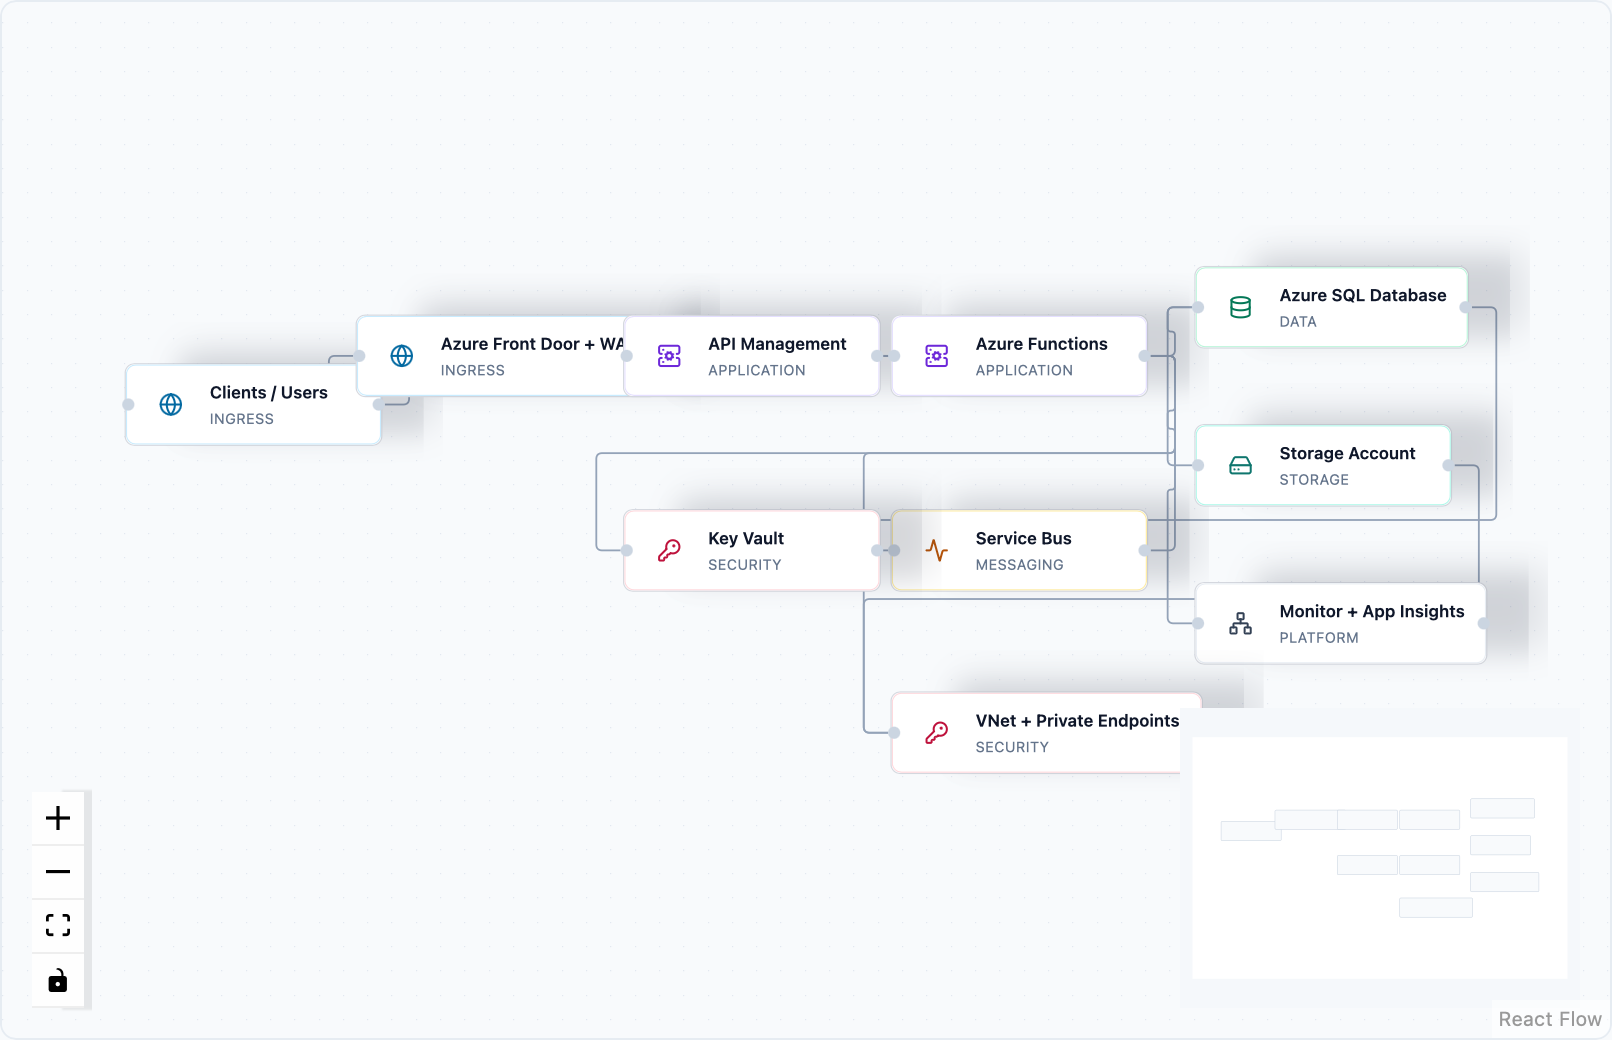 Clients / Users
INGRESS
Azure Front Door + WA
INGRESS
API Management
APPLICATION
Azure Functions
APPLICATION
Azure SQL Database
DATA
Storage Account
STORAGE
Key Vault
SECURITY
Service Bus
MESSAGING
Monitor + App Insights
PLATFORM
VNet + Private Endpoints
SECURITY
React Flow